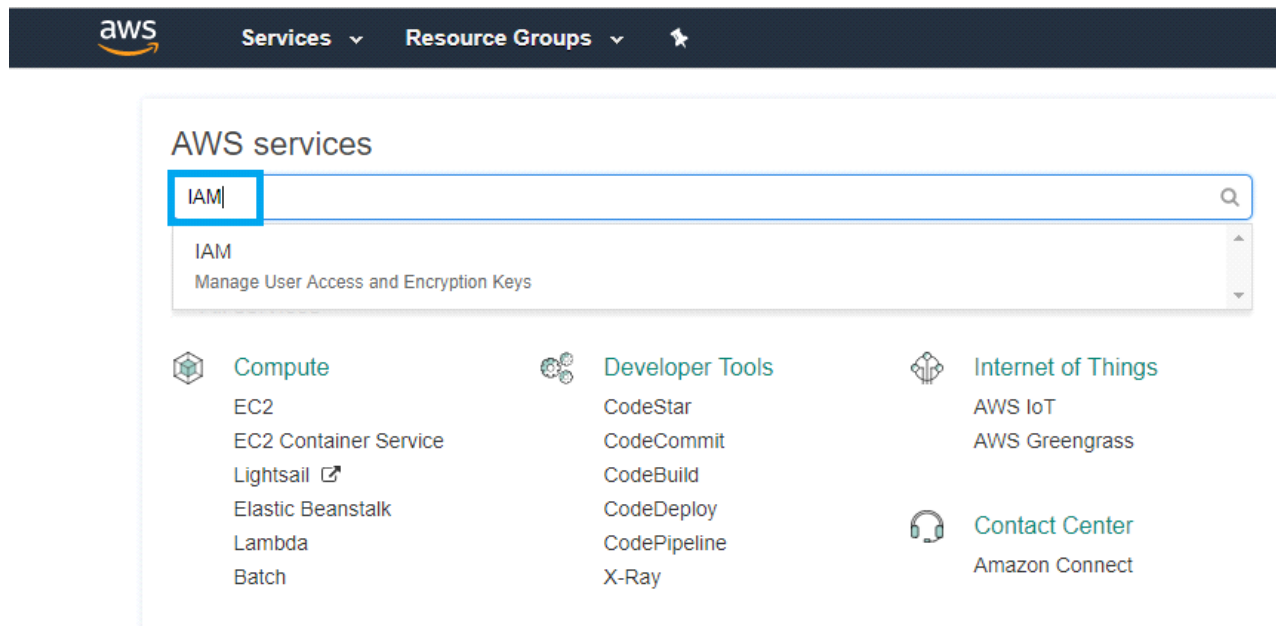 aws Services Resource Groups
AWS services
IAM
IAM
Manage User Access and Encryption Keys
Compute
EC2
EC2 Container Service
Lightsail
Elastic Beanstalk
Lambda
Batch
Developer Tools
CodeStar
CodeCommit
CodeBuild
CodeDeploy
CodePipeline
X-Ray
Internet of Things
AWS IoT
AWS Greengrass
Contact Center
Amazon Connect